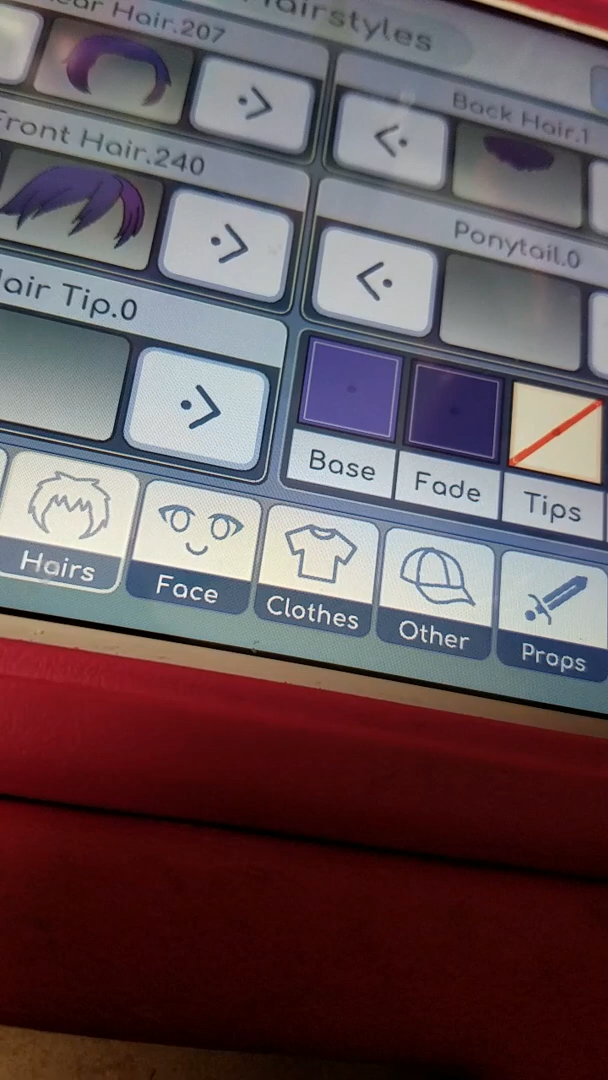 Hairstyles
ear Hair.207
Back Hair.1
Front Hair.240
Ponytail.0
Hair Tip.0
Base
Fade
Tips
Hairs
Face
Clothes
Other
Props